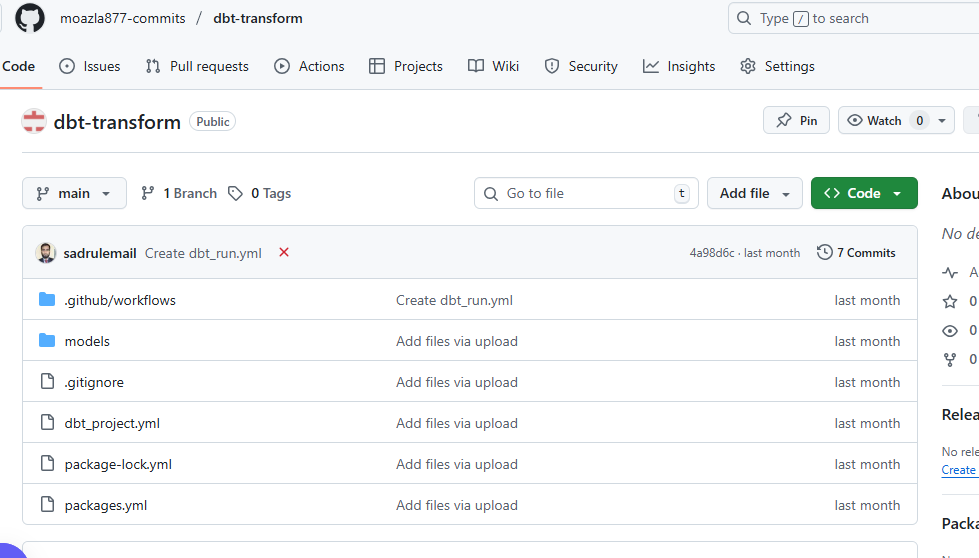 moazla877-commits / dbt-transform
Type / to search
Code Issues Pull requests Actions Projects Wiki Security Insights Settings
dbt-transform Public
Pin Watch 0
main 1 Branch 0 Tags Go to file t Add file Code
sadrulemail Create dbt_run.yml 4a98d6c · last month 7 Commits
.github/workflows Create dbt_run.yml last month
models Add files via upload last month
.gitignore Add files via upload last month
dbt_project.yml Add files via upload last month
package-lock.yml Add files via upload last month
packages.yml Add files via upload last month
Abou
No de
A
0
0
0
Relea
No rele
Create
Packa